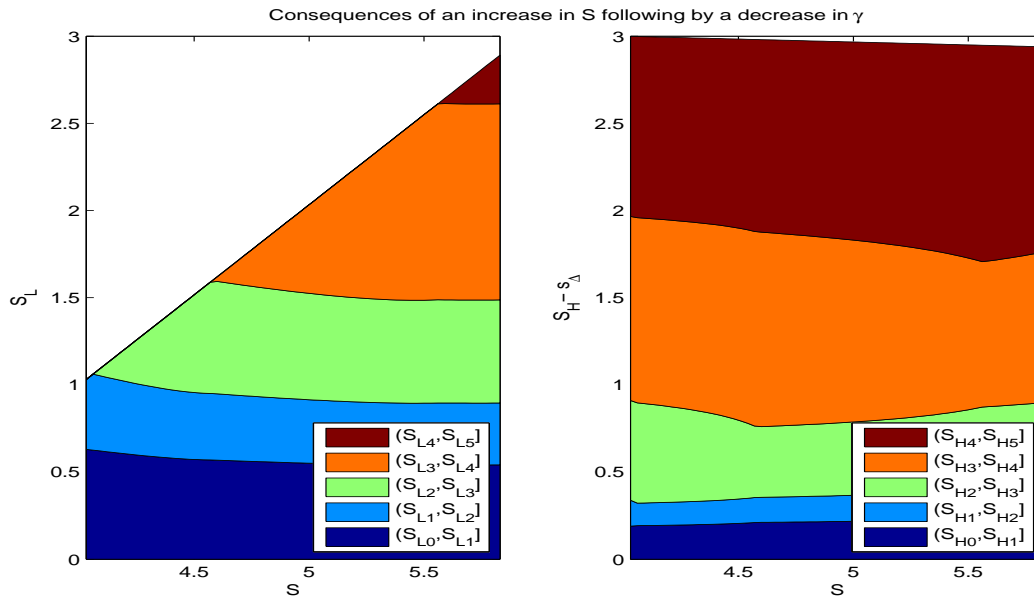 Consequences of an increase in S following by a decrease in γ
3
2.5
2
1.5
1
0.5
0
S_L
4.5
5
5.5
S
(S_L4,S_L5]
(S_L3,S_L4]
(S_L2,S_L3]
(S_L1,S_L2]
(S_L0,S_L1]
3
2.5
2
1.5
1
0.5
0
S_H − s_Δ
4.5
5
5.5
S
(S_H4,S_H5]
(S_H3,S_H4]
(S_H2,S_H3]
(S_H1,S_H2]
(S_H0,S_H1]